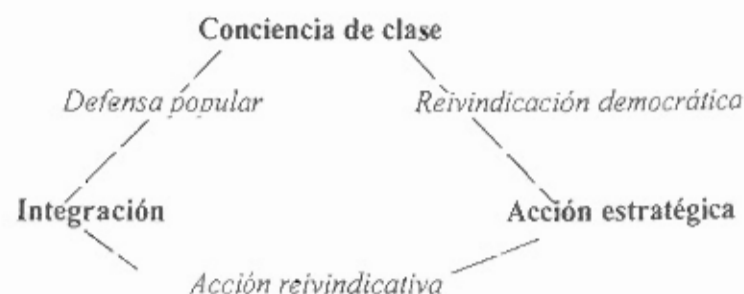 Conciencia de clase
Defensa popular Reivindicación democrática
Integración Acción estratégica
Acción reivindicativa